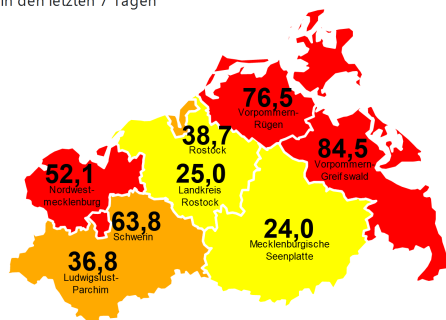 in den letzten 7 Tagen
76,5
Vorpommern-
Rügen
38,7
Rostock
84,5
Vorpommern-
Greifswald
52,1
Nordwest-
mecklenburg
25,0
Landkreis
Rostock
63,8
Schwerin
24,0
Mecklenburgische
Seenplatte
36,8
Ludwigslust-
Parchim